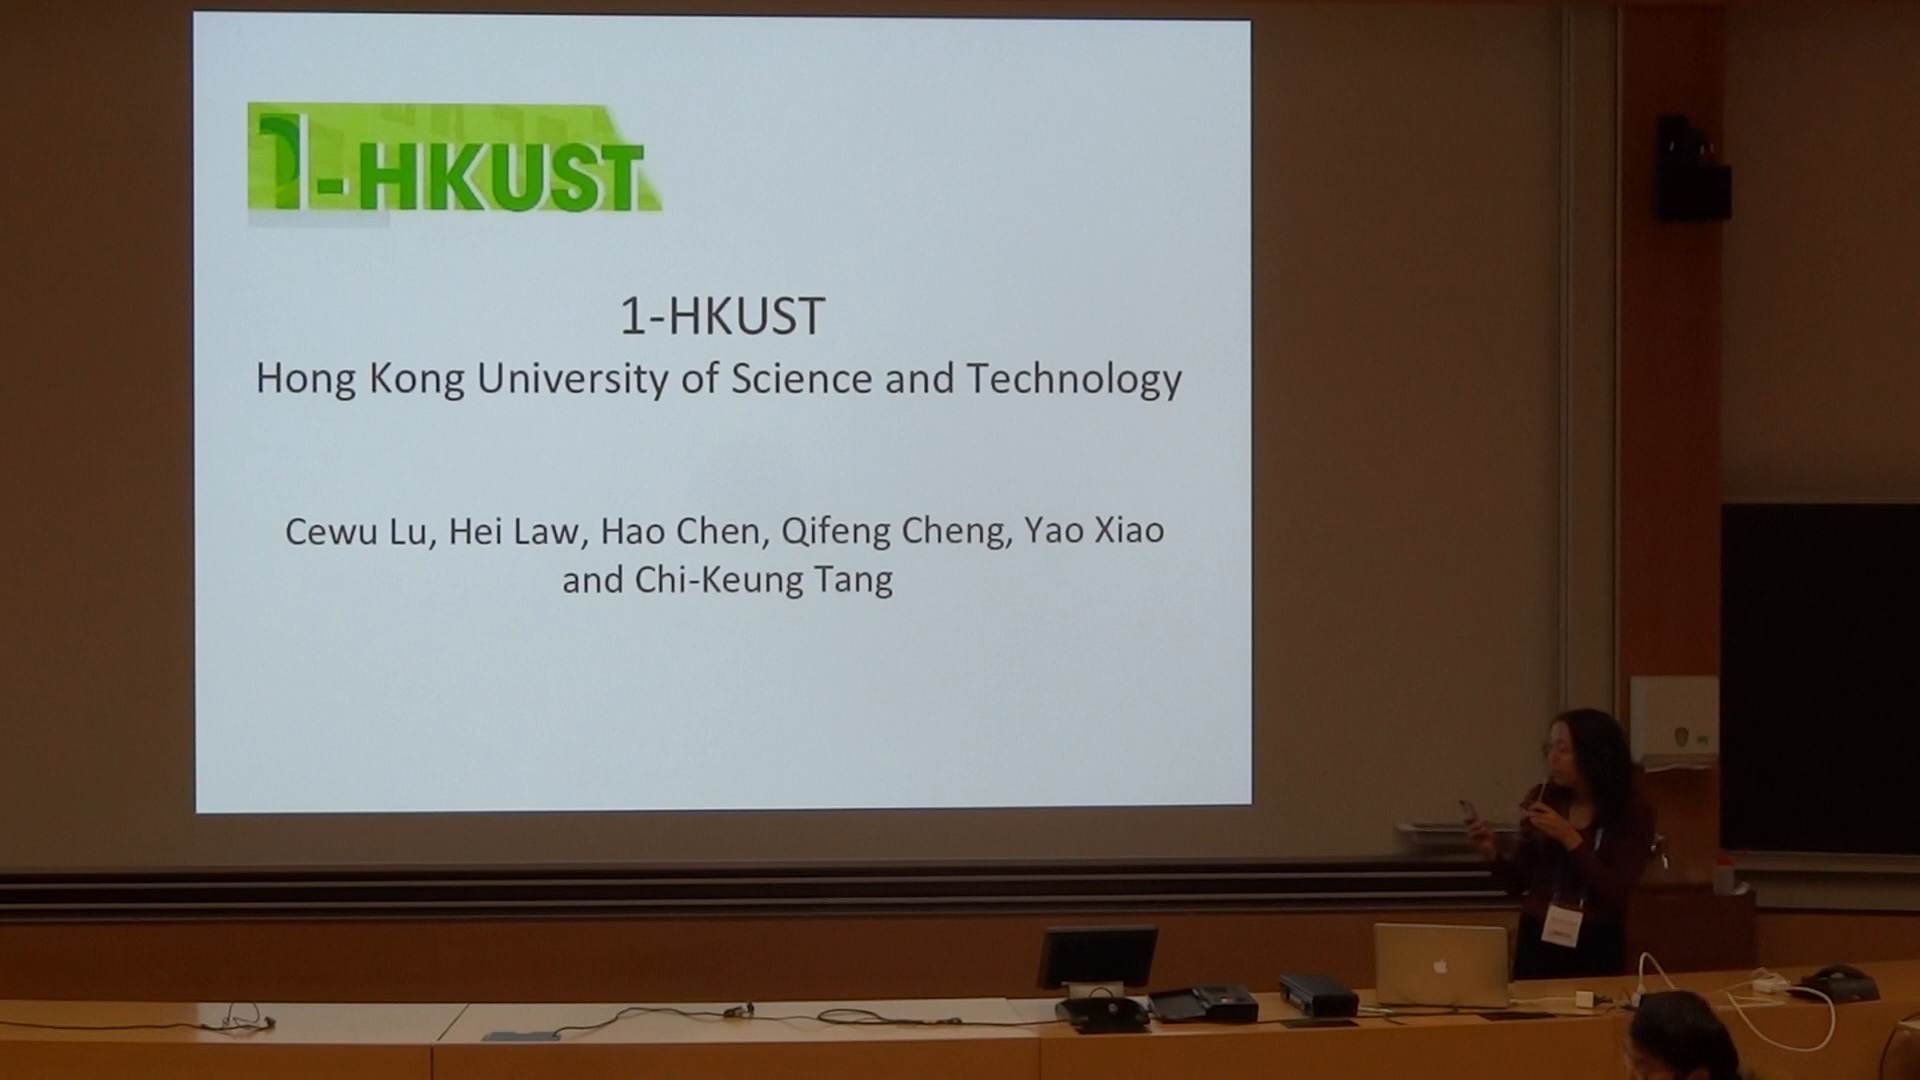 1-HKUST
1-HKUST
Hong Kong University of Science and Technology
Cewu Lu, Hei Law, Hao Chen, Qifeng Cheng, Yao Xiao
and Chi-Keung Tang